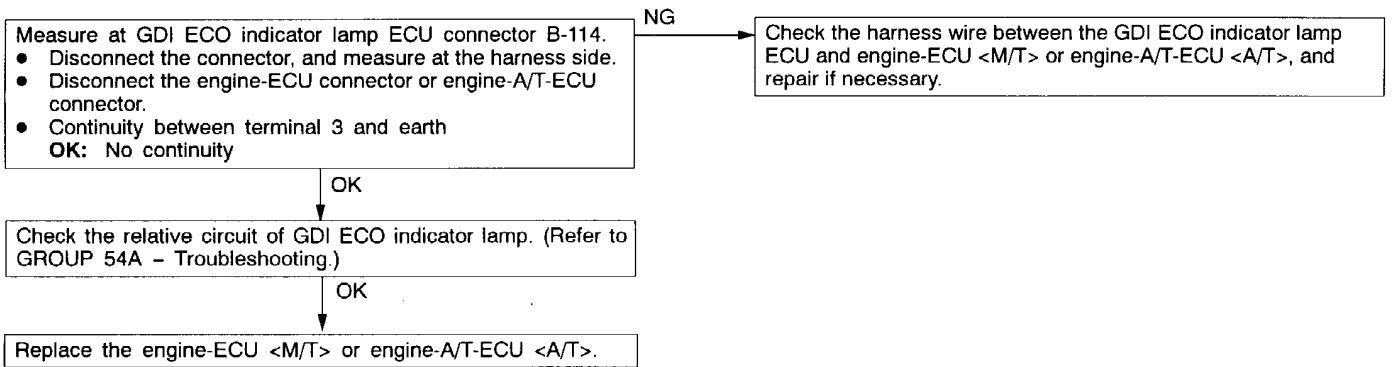 Measure at GDI ECO indicator lamp ECU connector B-114.
● Disconnect the connector, and measure at the harness side.
● Disconnect the engine-ECU connector or engine-A/T-ECU
connector.
● Continuity between terminal 3 and earth
OK: No continuity
NG
Check the harness wire between the GDI ECO indicator lamp
ECU and engine-ECU <M/T> or engine-A/T-ECU <A/T>, and
repair if necessary.
OK
Check the relative circuit of GDI ECO indicator lamp. (Refer to
GROUP 54A – Troubleshooting.)
OK
Replace the engine-ECU <M/T> or engine-A/T-ECU <A/T>.